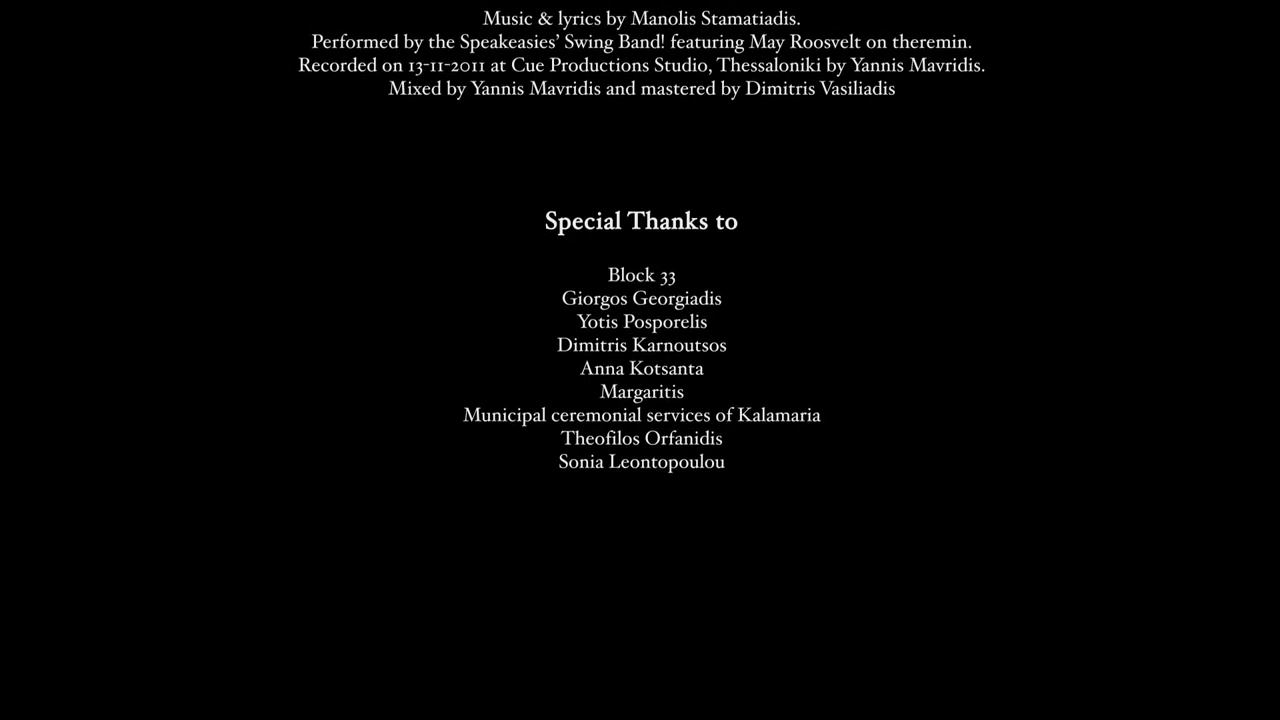 Music & lyrics by Manolis Stamatiadis.
Performed by the Speakeasies’ Swing Band! featuring May Roosvelt on theremin.
Recorded on 13-11-2011 at Cue Productions Studio, Thessaloniki by Yannis Mavridis.
Mixed by Yannis Mavridis and mastered by Dimitris Vasiliadis
Special Thanks to
Block 33
Giorgos Georgiadis
Yotis Posporelis
Dimitris Karnoutsos
Anna Kotsanta
Margaritis
Municipal ceremonial services of Kalamaria
Theofilos Orfanidis
Sonia Leontopoulou